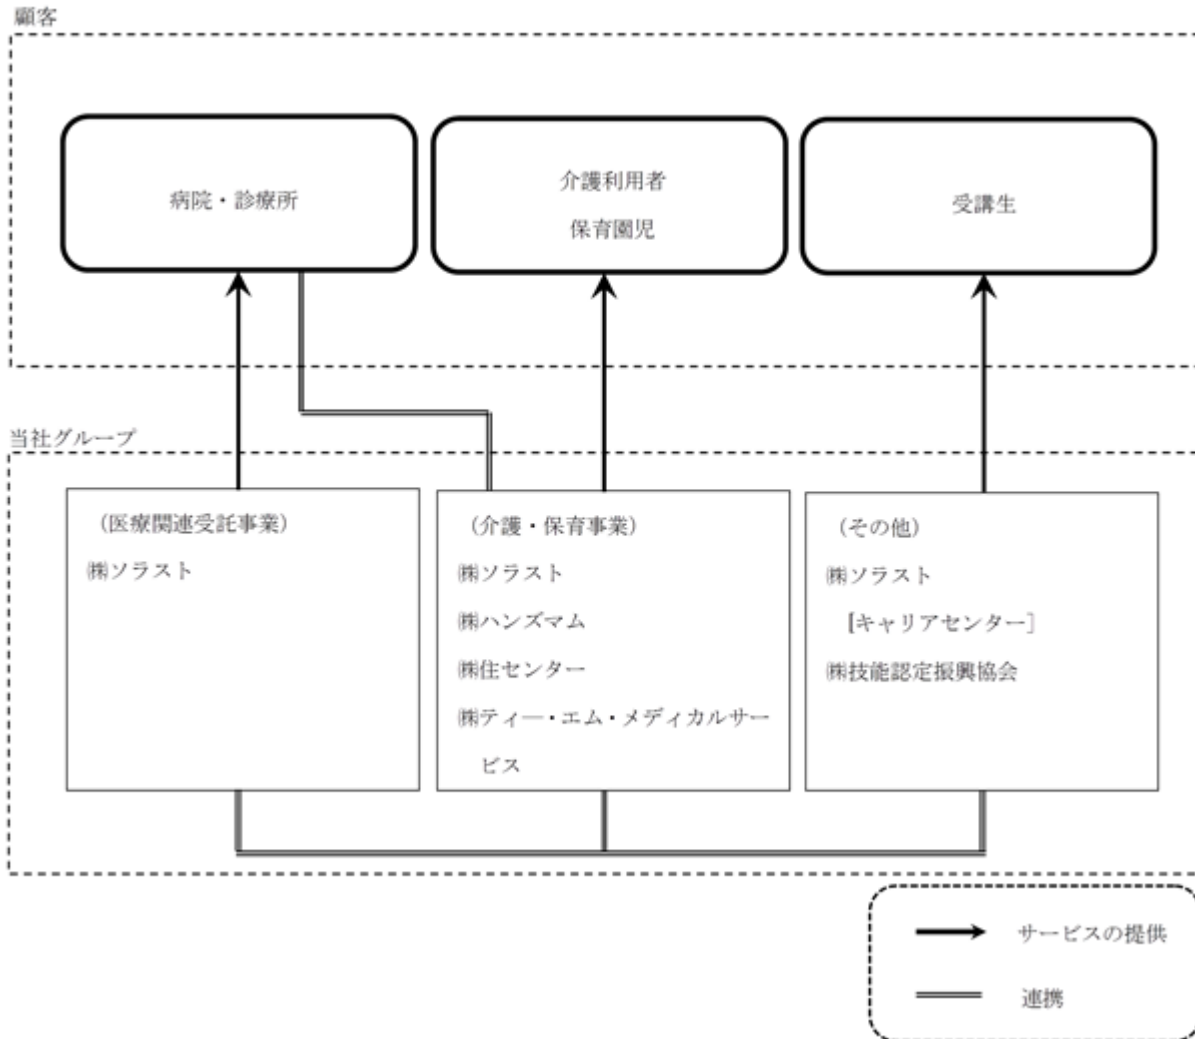 顧客
病院・診療所
介護利用者
保育園児
受講生
当社グループ
(医療関連受託事業)
㈱ソラスト
(介護・保育事業)
㈱ソラスト
㈱ハンズマム
㈱住センター
㈱ティ―・エム・メディカルサー
ビス
(その他)
㈱ソラスト
[キャリアセンター]
㈱技能認定振興協会
サービスの提供
連携